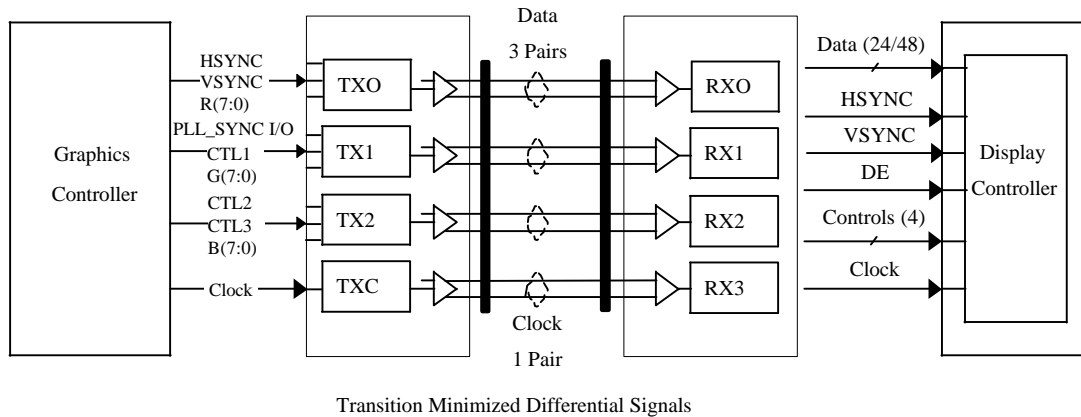 Data
3 Pairs
Graphics
Controller
HSYNC
VSYNC
R(7:0)
PLL_SYNC I/O
CTL1
G(7:0)
CTL2
CTL3
B(7:0)
Clock
TXO
TX1
TX2
TXC
Clock
1 Pair
RXO
RX1
RX2
RX3
Data (24/48)
HSYNC
VSYNC
DE
Controls (4)
Clock
Display
Controller
Transition Minimized Differential Signals